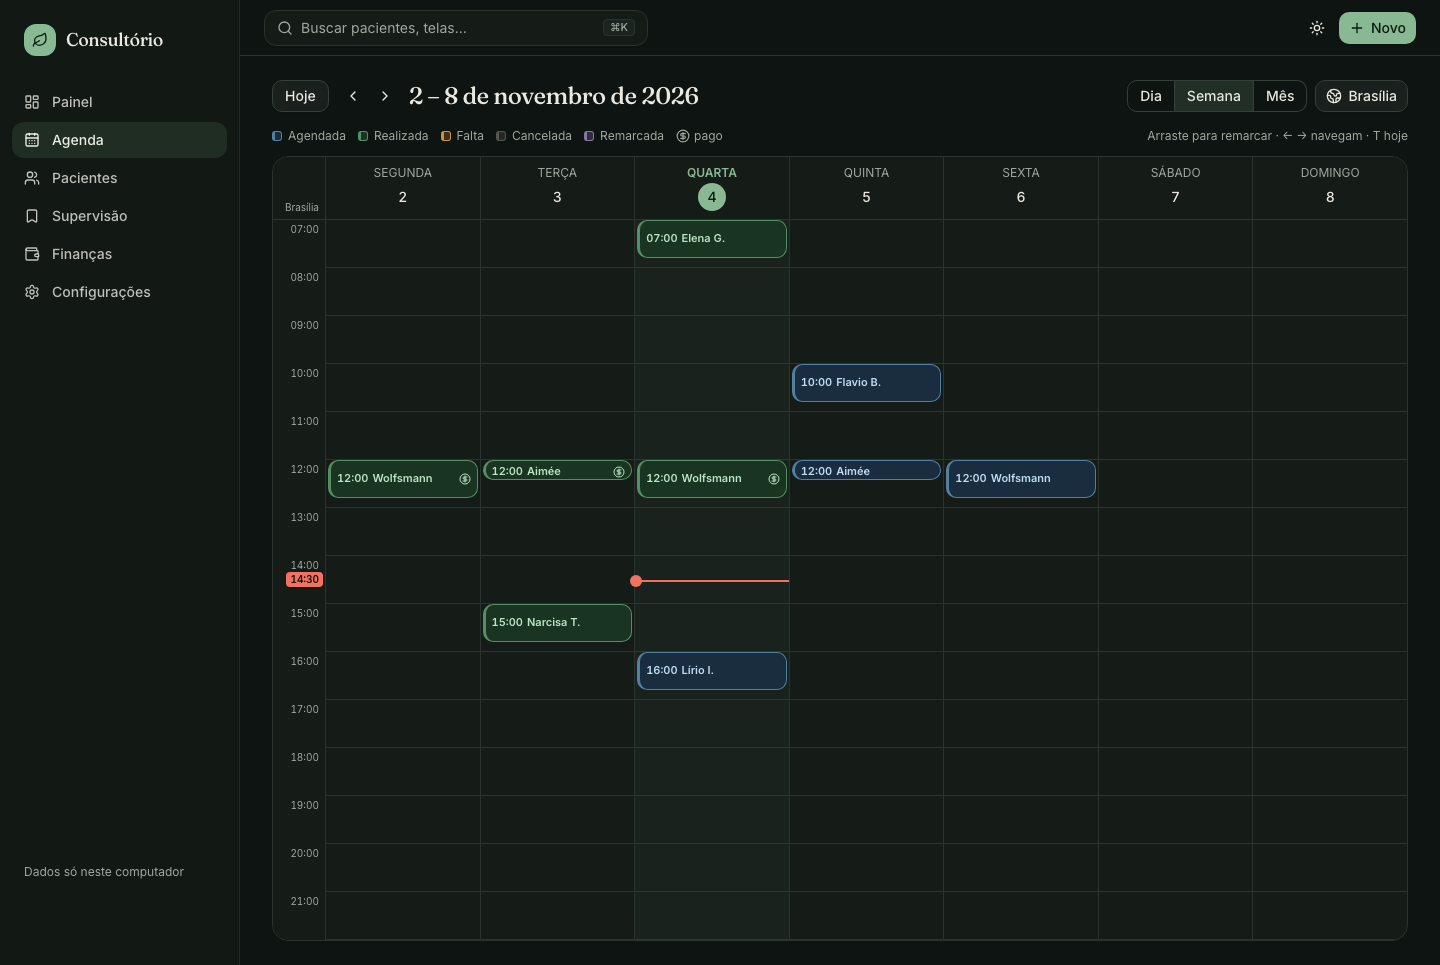 Consultório
Buscar pacientes, telas...
⌘K
Novo
Painel
Agenda
Pacientes
Supervisão
Finanças
Configurações
Dados só neste computador
Hoje
2 – 8 de novembro de 2026
Dia
Semana
Mês
Brasília
Agendada
Realizada
Falta
Cancelada
Remarcada
pago
Arraste para remarcar · ← → navegam · T hoje
Brasília
SEGUNDA
2
TERÇA
3
QUARTA
4
QUINTA
5
SEXTA
6
SÁBADO
7
DOMINGO
8
07:00
07:00 Elena G.
08:00
09:00
10:00
10:00 Flavio B.
11:00
12:00
12:00 Wolfsmann
12:00 Aimée
12:00 Wolfsmann
12:00 Aimée
12:00 Wolfsmann
13:00
14:00
14:30
15:00
15:00 Narcisa T.
16:00
16:00 Lírio I.
17:00
18:00
19:00
20:00
21:00